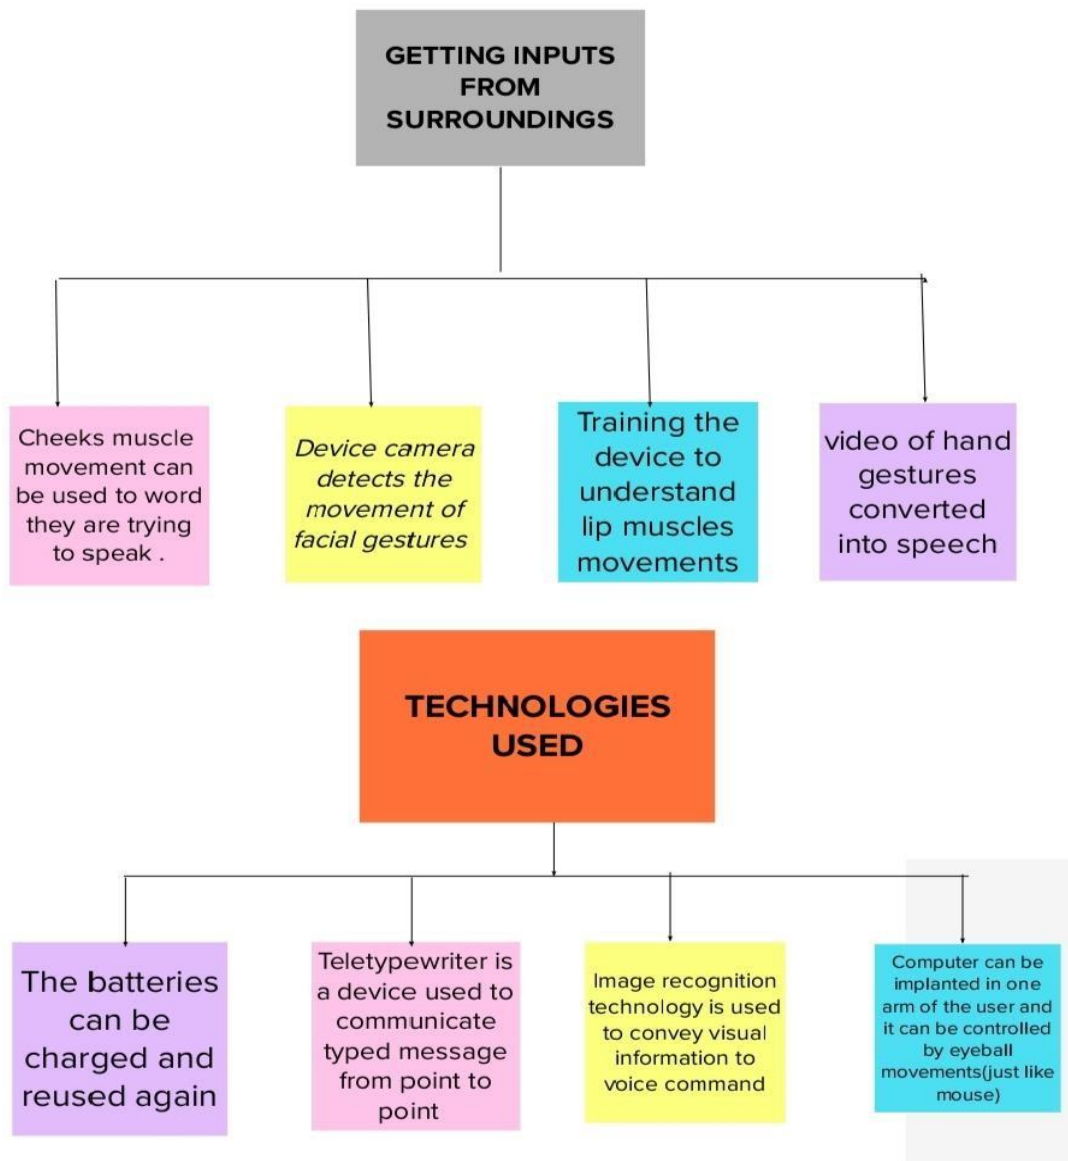 GETTING INPUTS
FROM
SURROUNDINGS
Cheeks muscle
movement can
be used to word
they are trying
to speak .
Device camera
detects the
movement of
facial gestures
Training the
device to
understand
lip muscles
movements
video of hand
gestures
converted
into speech
TECHNOLOGIES
USED
The batteries
can be
charged and
reused again
Teletypewriter is
a device used to
communicate
typed message
from point to
point
Image recognition
technology is used
to convey visual
information to
voice command
Computer can be
implanted in one
arm of the user and
it can be controlled
by eyeball
movements(just like
mouse)